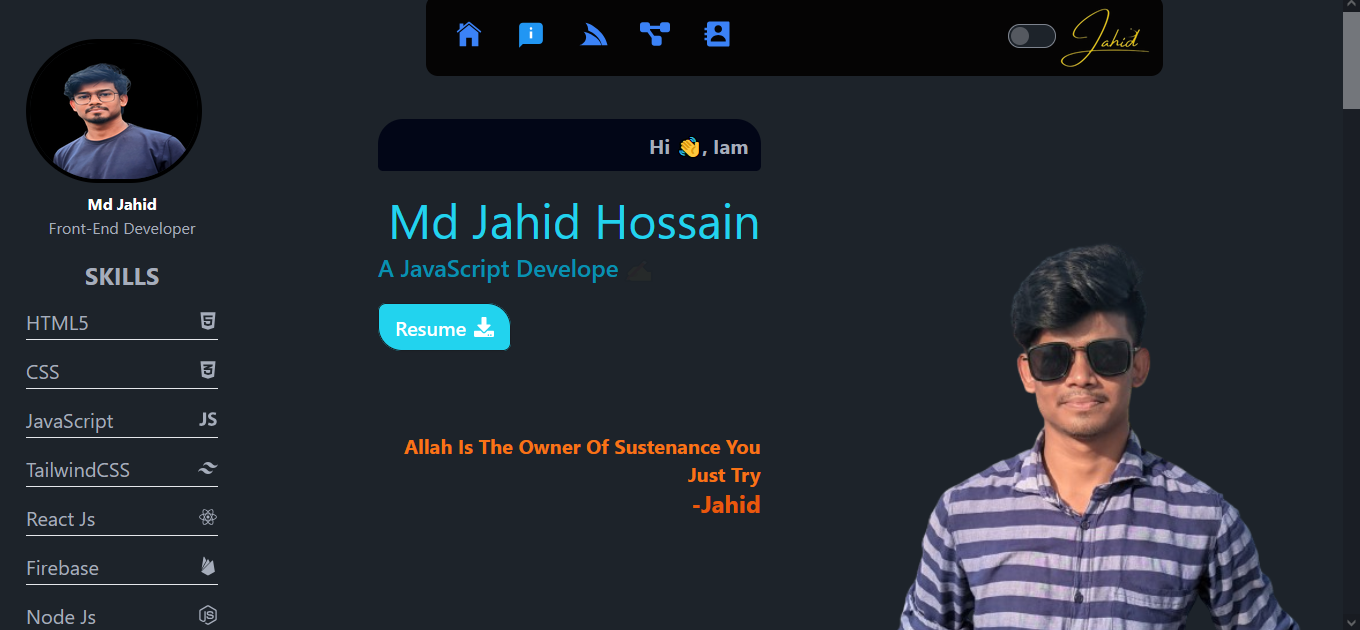 Jahid
Hi 👋, Iam
Md Jahid Hossain
A JavaScript Develope
Resume
Allah Is The Owner Of Sustenance You
Just Try
-Jahid
Md Jahid
Front-End Developer
SKILLS
HTML5
CSS
JavaScript JS
TailwindCSS
React Js
Firebase
Node Js